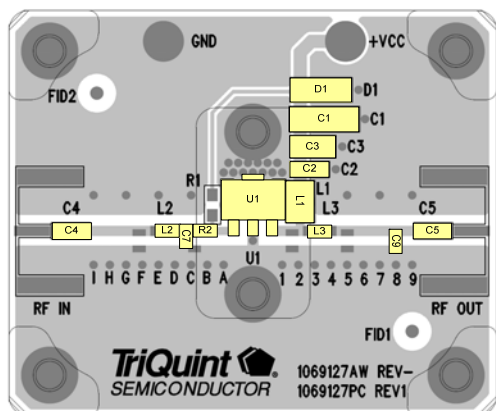 GND
+VCC
FID2
D1 D1
C1 C1
C3 C3
C2 C2
R1
U1
L1
L1
C4
L2
L3
C5
C4
L2
C7
R2
L3
C9
C5
U1
I H G F E D C B A
1 2 3 4 5 6 7 8 9
RF IN
RF OUT
FID1
TriQuint
SEMICONDUCTOR
1069127AW REV-
1069127PC REV1